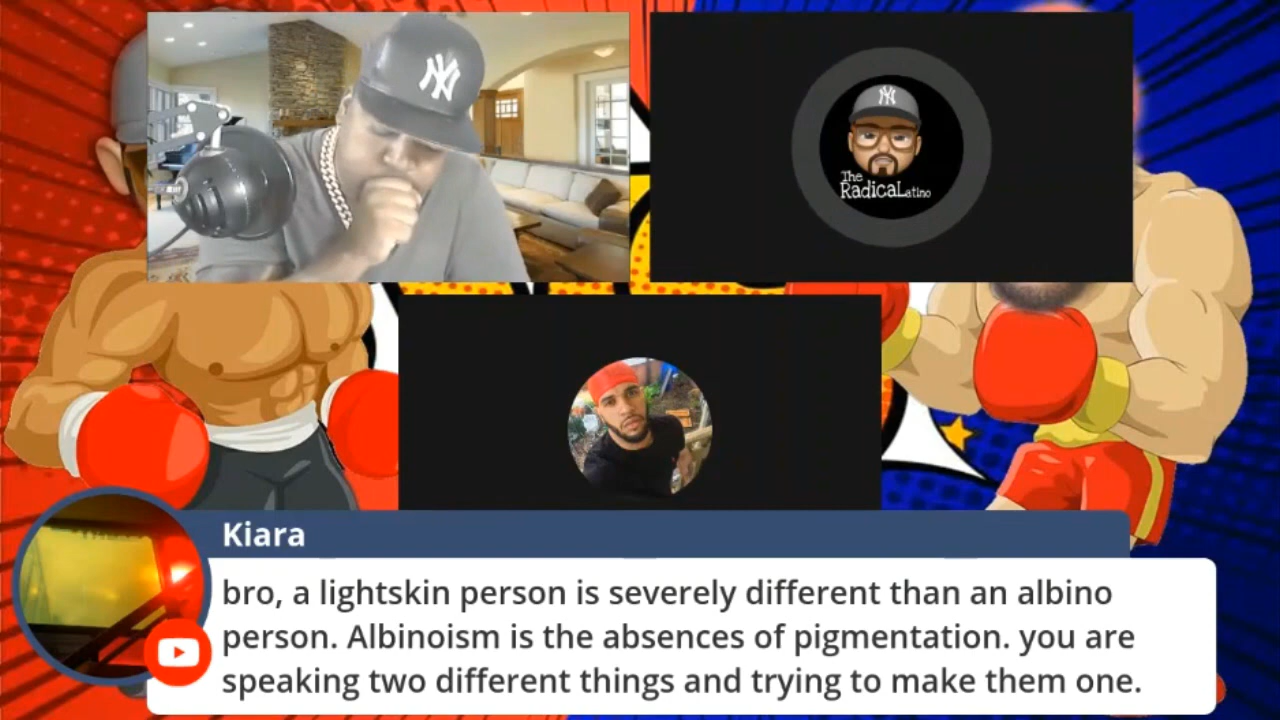 NY
NY
The
RadicaLatino
Kiara
bro, a lightskin person is severely different than an albino
person. Albinoism is the absences of pigmentation. you are
speaking two different things and trying to make them one.